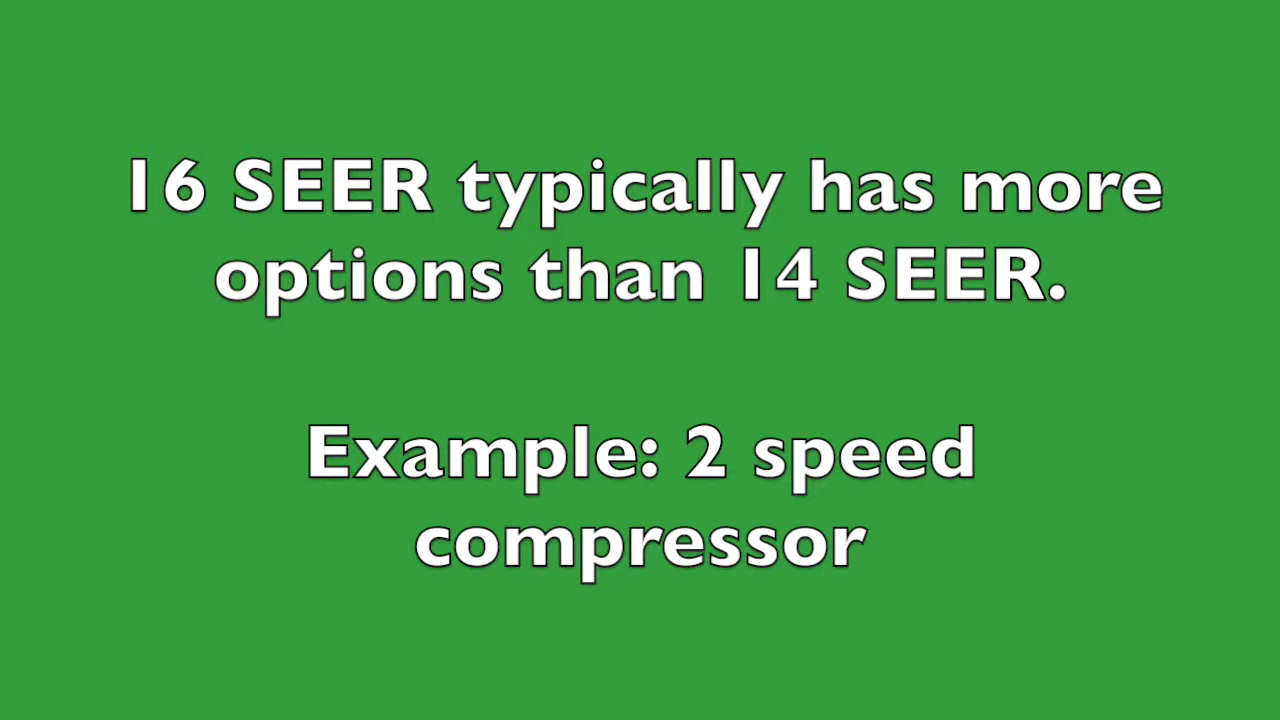 16 SEER typically has more
options than 14 SEER.
Example: 2 speed
compressor